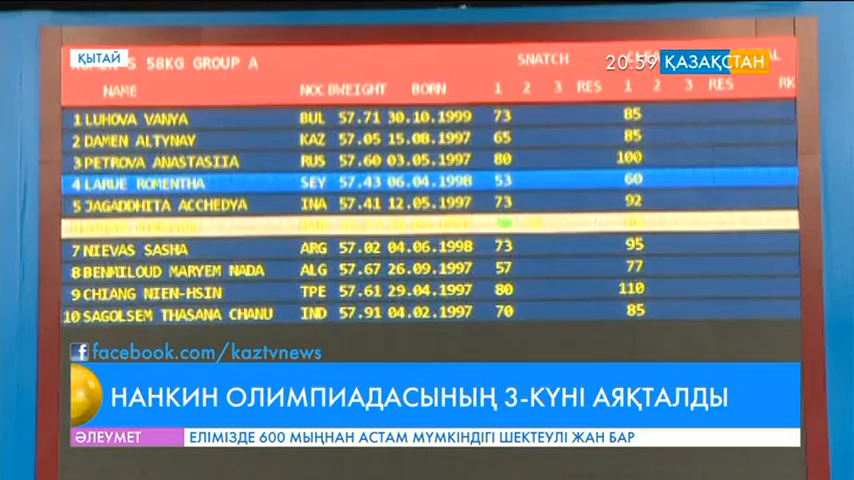 ҚЫТАЙ
58KG GROUP A SNATCH
20:59 ҚАЗАҚСТАН
NAME NOC BWEIGHT BORN 1 2 3 RES 1 2 3 RES RK
1 LUHOVA VANYA BUL 57.71 30.10.1999 73 85
2 DAMEN ALTYNAY KAZ 57.05 15.08.1997 65 85
3 PETROVA ANASTASIIA RUS 57.60 03.05.1997 80 100
4 LARUE ROMENTHA SEY 57.43 06.04.1998 53 60
5 JAGADDHITA ACCHEDYA INA 57.41 12.05.1997 73 92
7 NIEVAS SASHA ARG 57.02 04.06.1998 73 95
8 BENMILOUD MARYEM NADA ALG 57.67 26.09.1997 57 77
9 CHIANG NIEN-HSIN TPE 57.61 29.04.1997 80 110
10 SAGOLSEM THASANA CHANU IND 57.91 04.02.1997 70 85
facebook.com/kaztvnews
НАНКИН ОЛИМПИАДАСЫНЫҢ 3-КҮНІ АЯҚТАЛДЫ
ӘЛЕУМЕТ ЕЛІМІЗДЕ 600 МЫҢНАН АСТАМ МҮМКІНДІГІ ШЕКТЕУЛІ ЖАН БАР